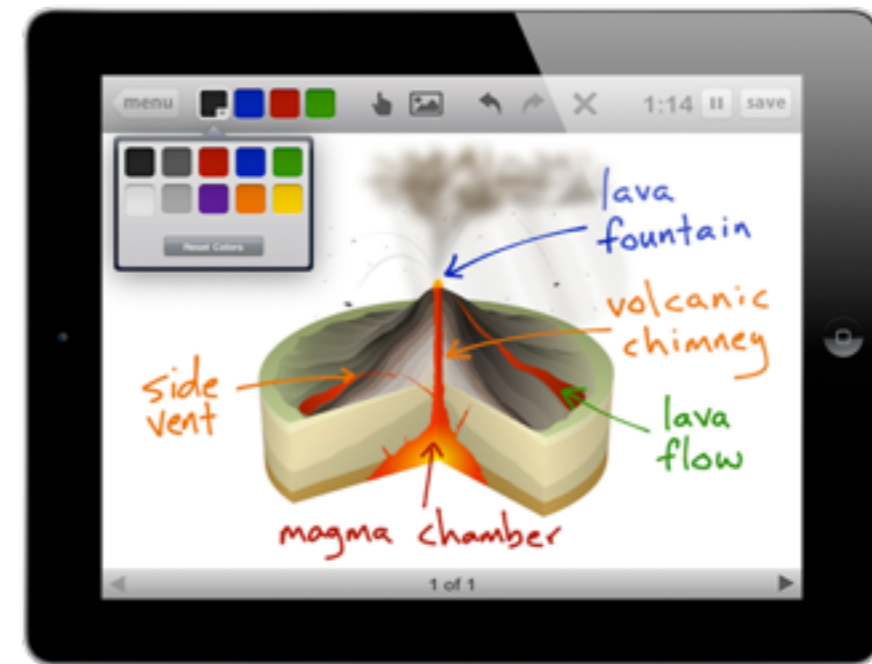 menu
1:14
save
Reset Colors
lava
fountain
volcanic
chimney
side
vent
lava
flow
magma chamber
1 of 1